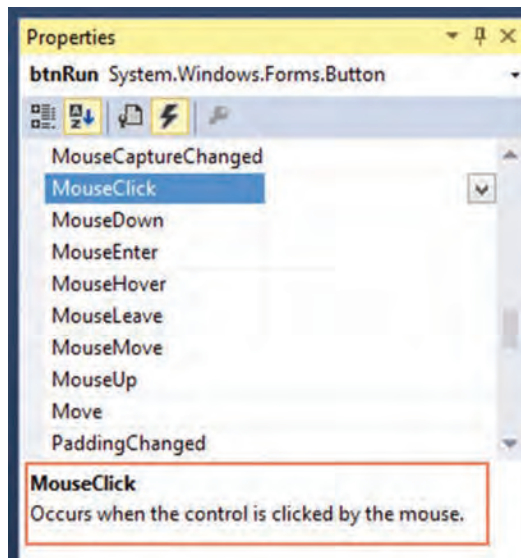 Properties
btnRun System.Windows.Forms.Button
MouseCaptureChanged
MouseClick
MouseDown
MouseEnter
MouseHover
MouseLeave
MouseMove
MouseUp
Move
PaddingChanged
MouseClick
Occurs when the control is clicked by the mouse.